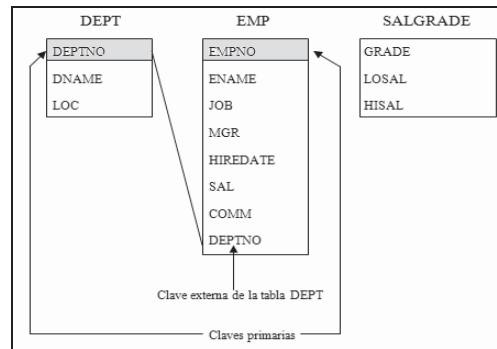 DEPT
DEPTNO
DNAME
LOC
EMP
EMPNO
ENAME
JOB
MGR
HIREDATE
SAL
COMM
DEPTNO
SALGRADE
GRADE
LOSAL
HISAL
Clave externa de la tabla DEPT
Claves primarias